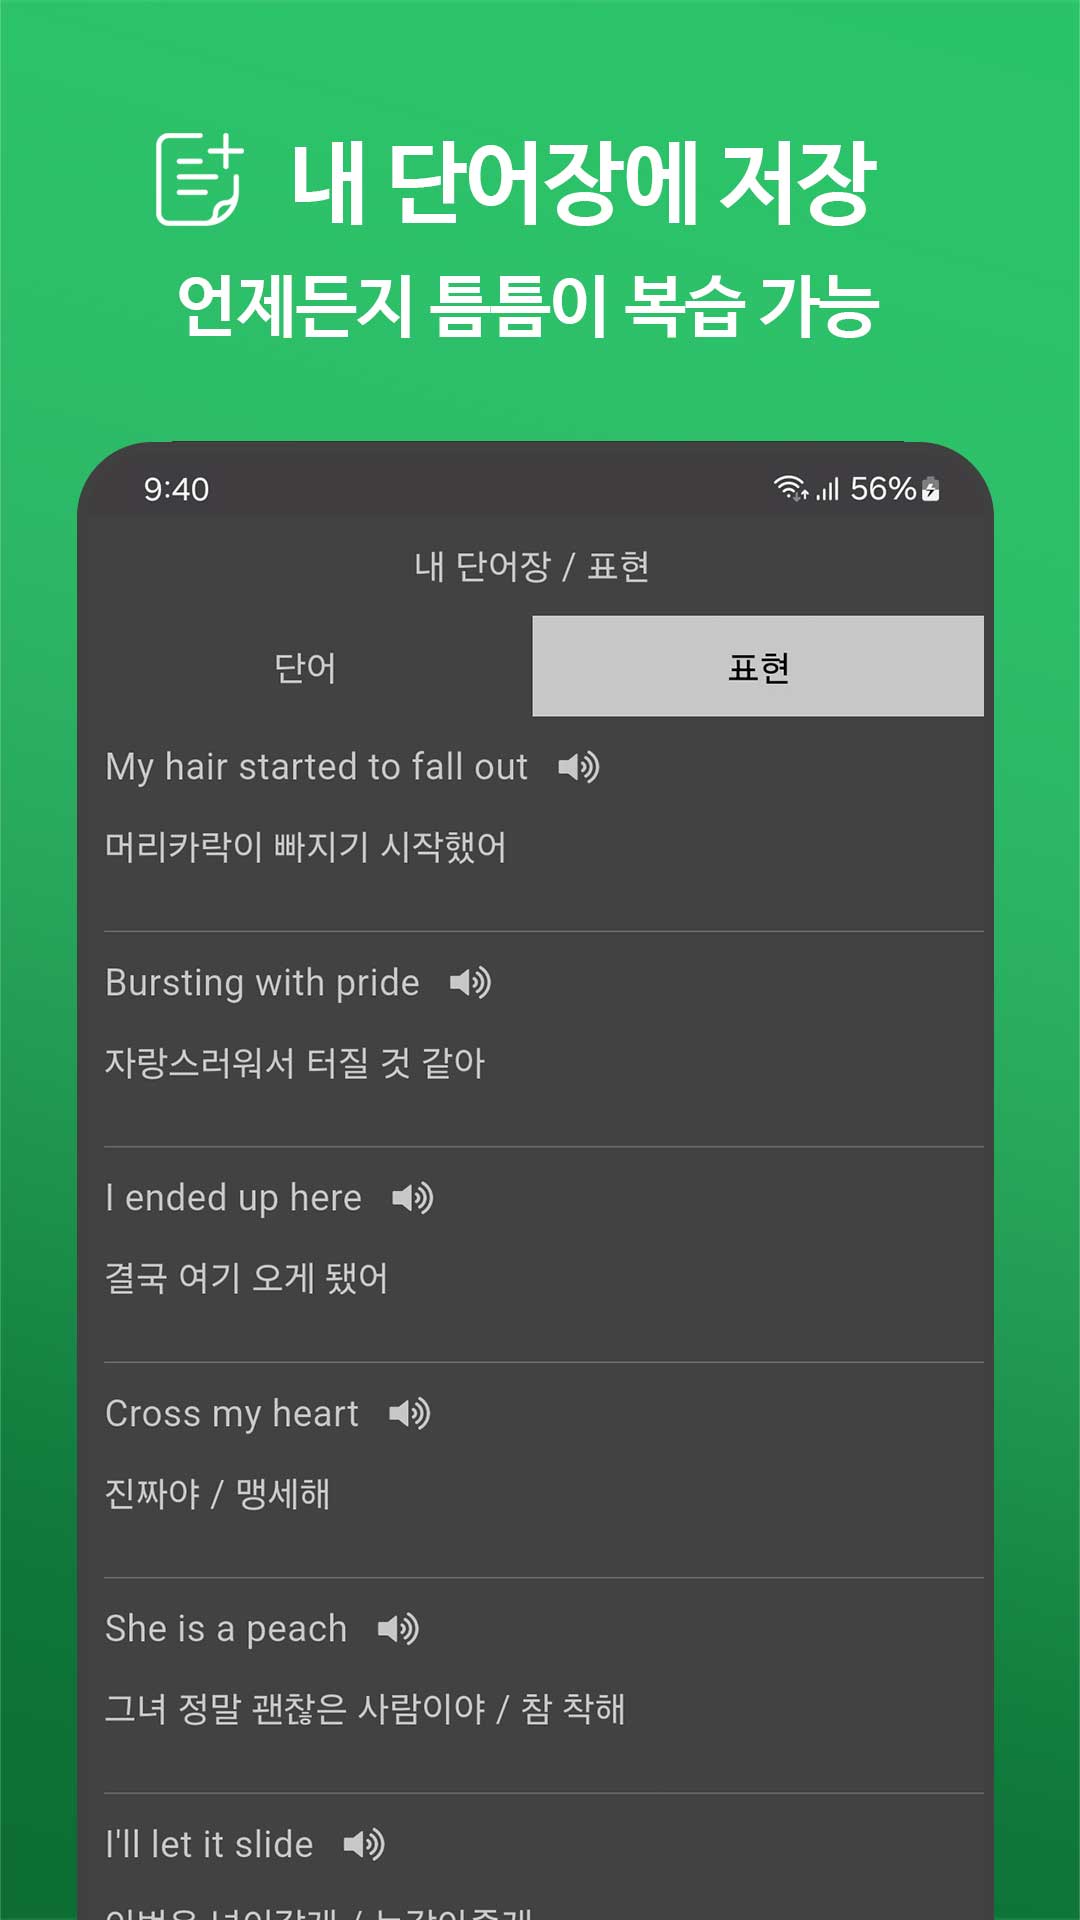 내 단어장에 저장
언제든지 틈틈이 복습 가능
9:40 56%
내 단어장 / 표현
단어 표현
My hair started to fall out
머리카락이 빠지기 시작했어
Bursting with pride
자랑스러워서 터질 것 같아
I ended up here
결국 여기 오게 됐어
Cross my heart
진짜야 / 맹세해
She is a peach
그녀 정말 괜찮은 사람이야 / 참 착해
I'll let it slide